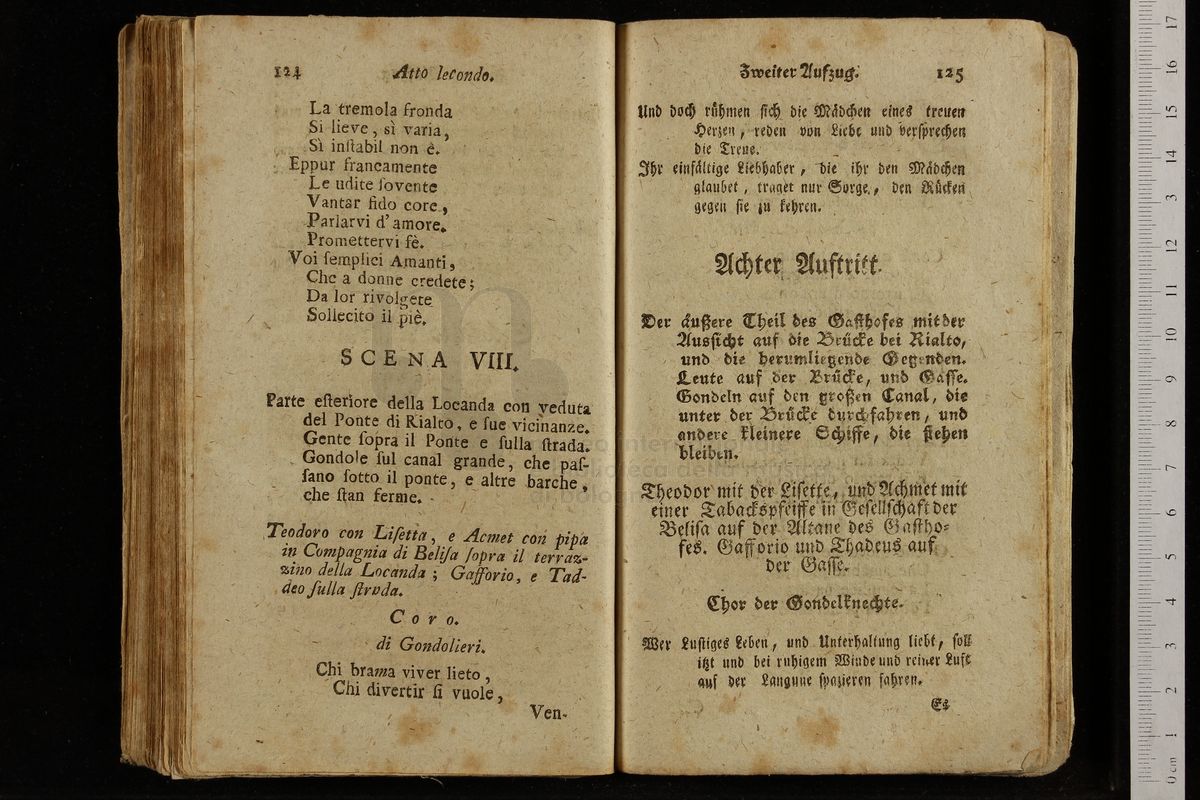 124 Atto ſecondo.
La tremola fronda
Si lieve, sì varia,
Sì inſtabil non è.
Eppur francamente
Le udite ſovente
Vantar fido core,
Parlarvi d'amore,
Promettervi fè.
Voi ſemplici Amanti,
Che a donne credete;
Da lor rivolgete
Sollecito il piè.
SCENA VIII.
Parte eſteriore della Locanda con veduta
del Ponte di Rialto, e ſue vicinanze.
Gente ſopra il Ponte e ſulla ſtrada.
Gondole ſul canal grande, che paſ-
ſano ſotto il ponte, e altre barche,
che ſtan ferme.
Teodoro con Liſetta, e Acmet con pipa
in Compagnia di Beliſa ſopra il terraz-
zino della Locanda; Gafforio, e Tad-
deo ſulla ſtrada.
Coro.
di Gondolieri.
Chi brama viver lieto,
Chi divertir ſi vuole,
Ven-
Zweiter Aufzug. 125
Und doch rühmen ſich die Mädchen eines treuen
Herzen, reden von Liebe und verſprechen
die Treue.
Ihr einfältige Liebhaber, die ihr den Mädchen
glaubet, traget nur Sorge, den Rücken
gegen ſie zu kehren.
Achter Auftritt.
Der äußere Theil des Gaſthofes mit der
Ausſicht auf die Brücke bei Rialto,
und die herumliegende Gegenden.
Leute auf der Brücke, und Gaſſe.
Gondeln auf den großen Canal, die
unter der Brücke durchfahren, und
andere kleinere Schiffe, die ſtehen
bleiben.
Theodor mit der Liſette, und Achmet mit
einer Tabackspfeiffe in Geſellſchaft der
Beliſa auf der Altane des Gaſtho-
fes. Gafforio und Thadeus auf
der Gaſſe.
Chor der Gondelknechte.
Wer Luſtiges Leben, und Unterhaltung liebt, ſoll
itzt und bei ruhigem Winde und reiner Luft
auf der Langune ſpazieren fahren.
Es